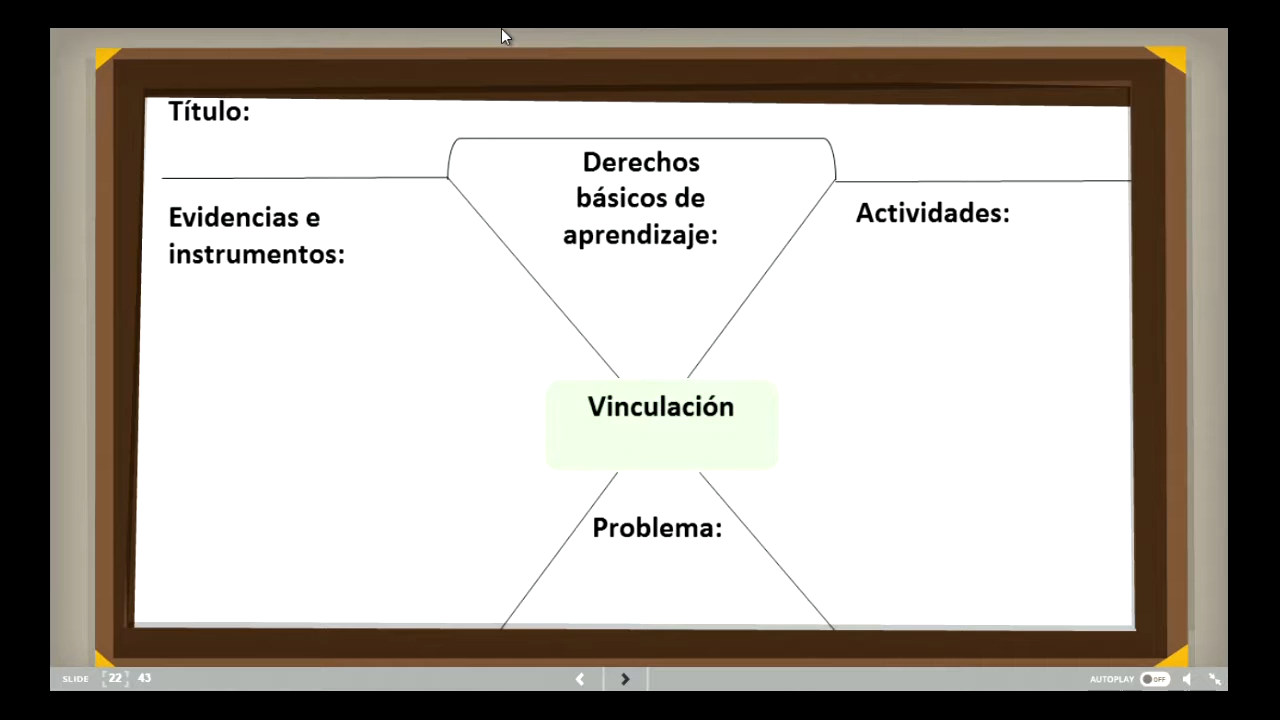 Título:
Derechos
básicos de
aprendizaje:
Evidencias e
instrumentos:
Actividades:
Vinculación
Problema:
SLIDE 22 43
AUTOPLAY OFF